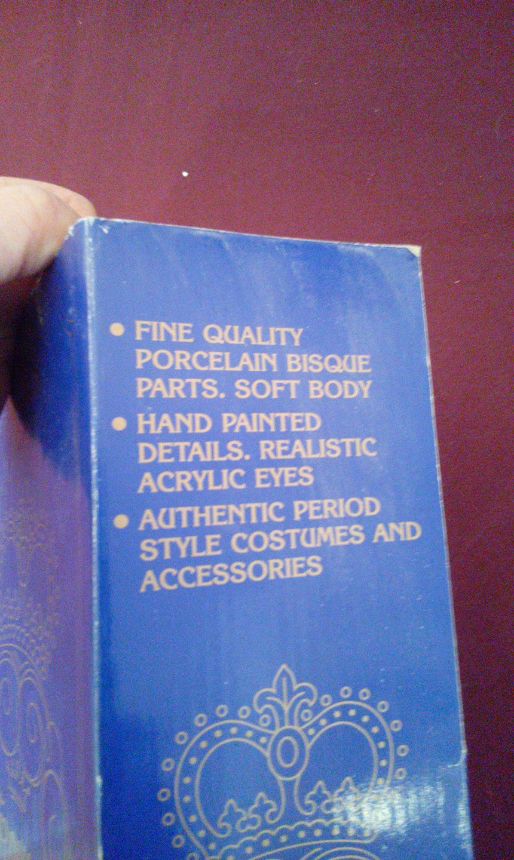 • FINE QUALITY
PORCELAIN BISQUE
PARTS. SOFT BODY
• HAND PAINTED
DETAILS. REALISTIC
ACRYLIC EYES
• AUTHENTIC PERIOD
STYLE COSTUMES AND
ACCESSORIES